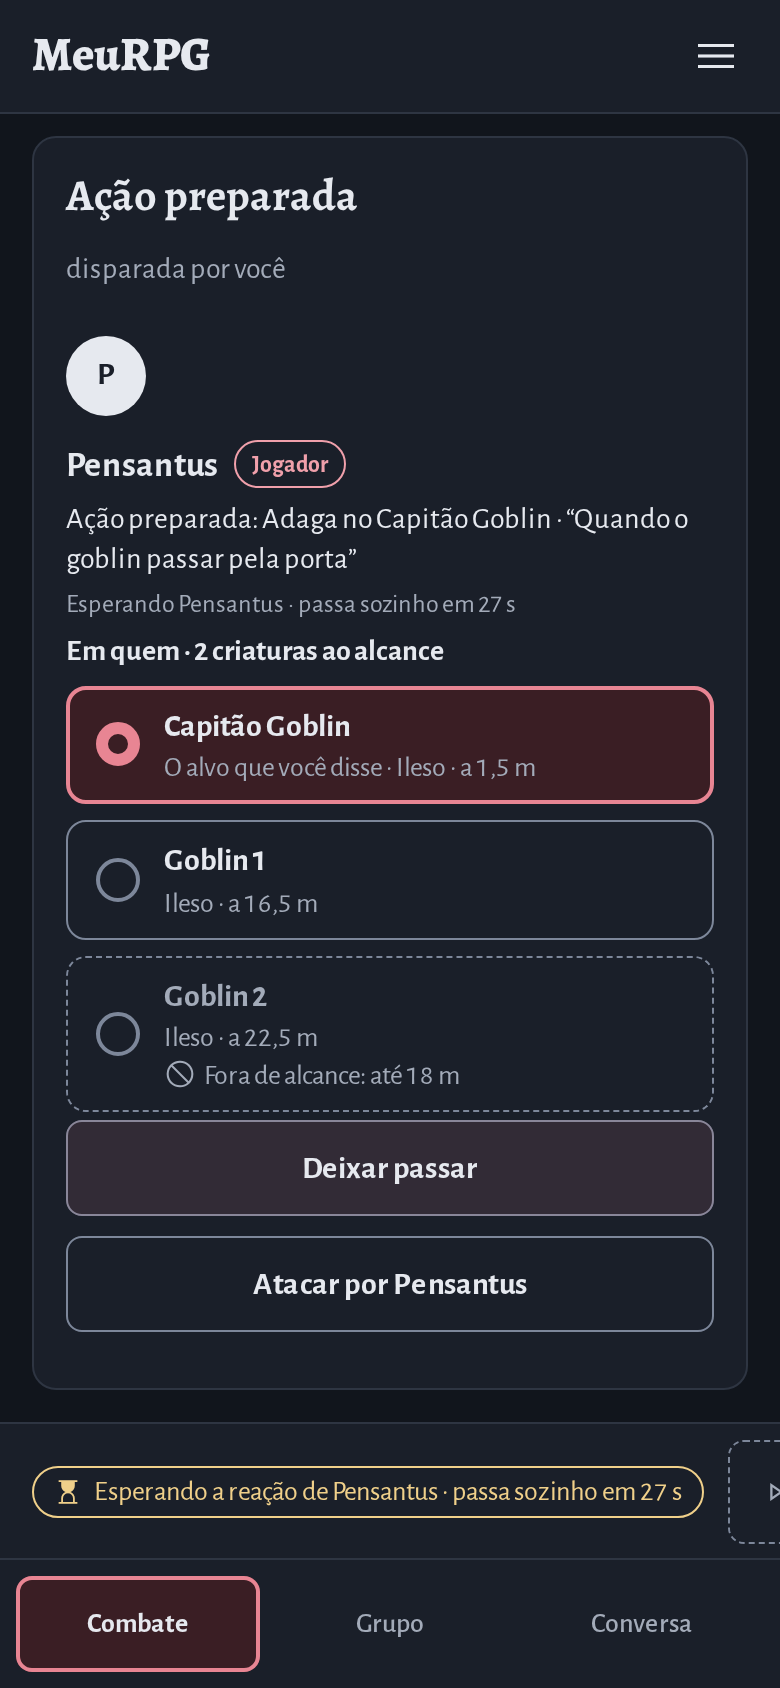 MeuRPG
Ação preparada
disparada por você
P
Pensantus
Jogador
Ação preparada: Adaga no Capitão Goblin · “Quando o
goblin passar pela porta”
Esperando Pensantus · passa sozinho em 27 s
Em quem · 2 criaturas ao alcance
Capitão Goblin
O alvo que você disse · Ileso · a 1,5 m
Goblin 1
Ileso · a 16,5 m
Goblin 2
Ileso · a 22,5 m
Fora de alcance: até 18 m
Deixar passar
Atacar por Pensantus
Esperando a reação de Pensantus · passa sozinho em 27 s
Combate
Grupo
Conversa